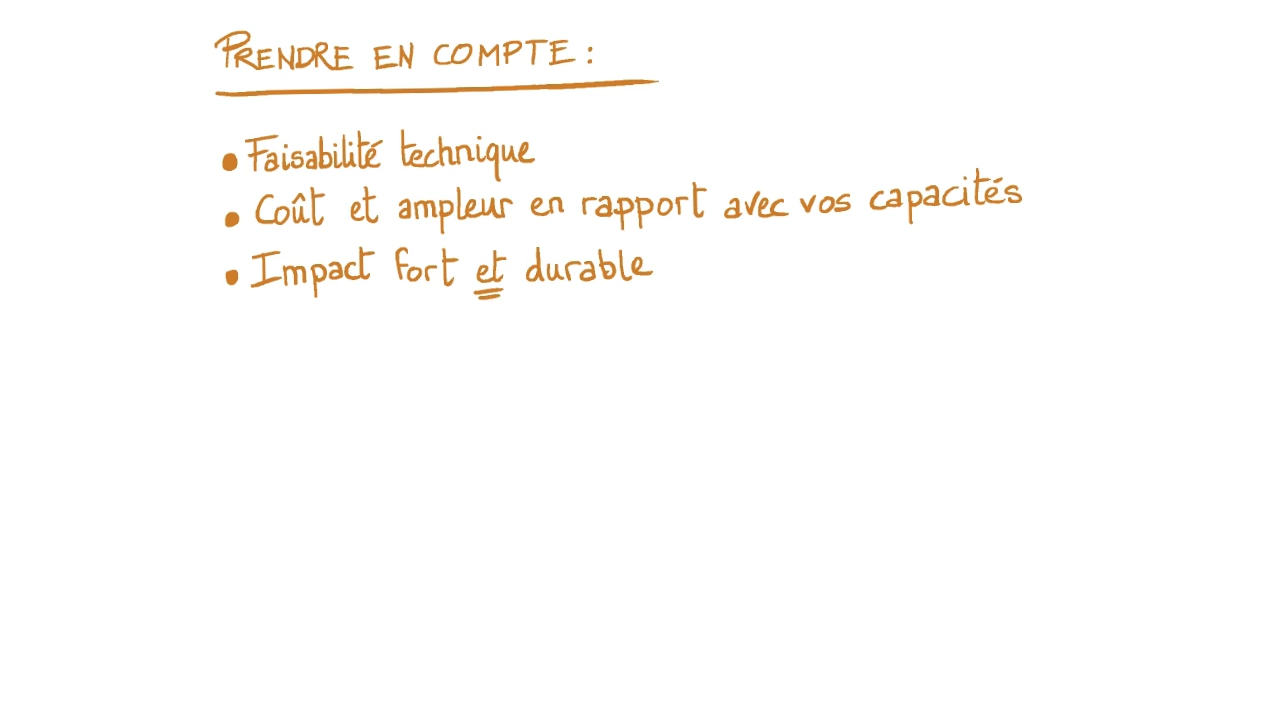 PRENDRE EN COMPTE :
• Faisabilité technique
• Coût et ampleur en rapport avec vos capacités
• Impact fort et durable